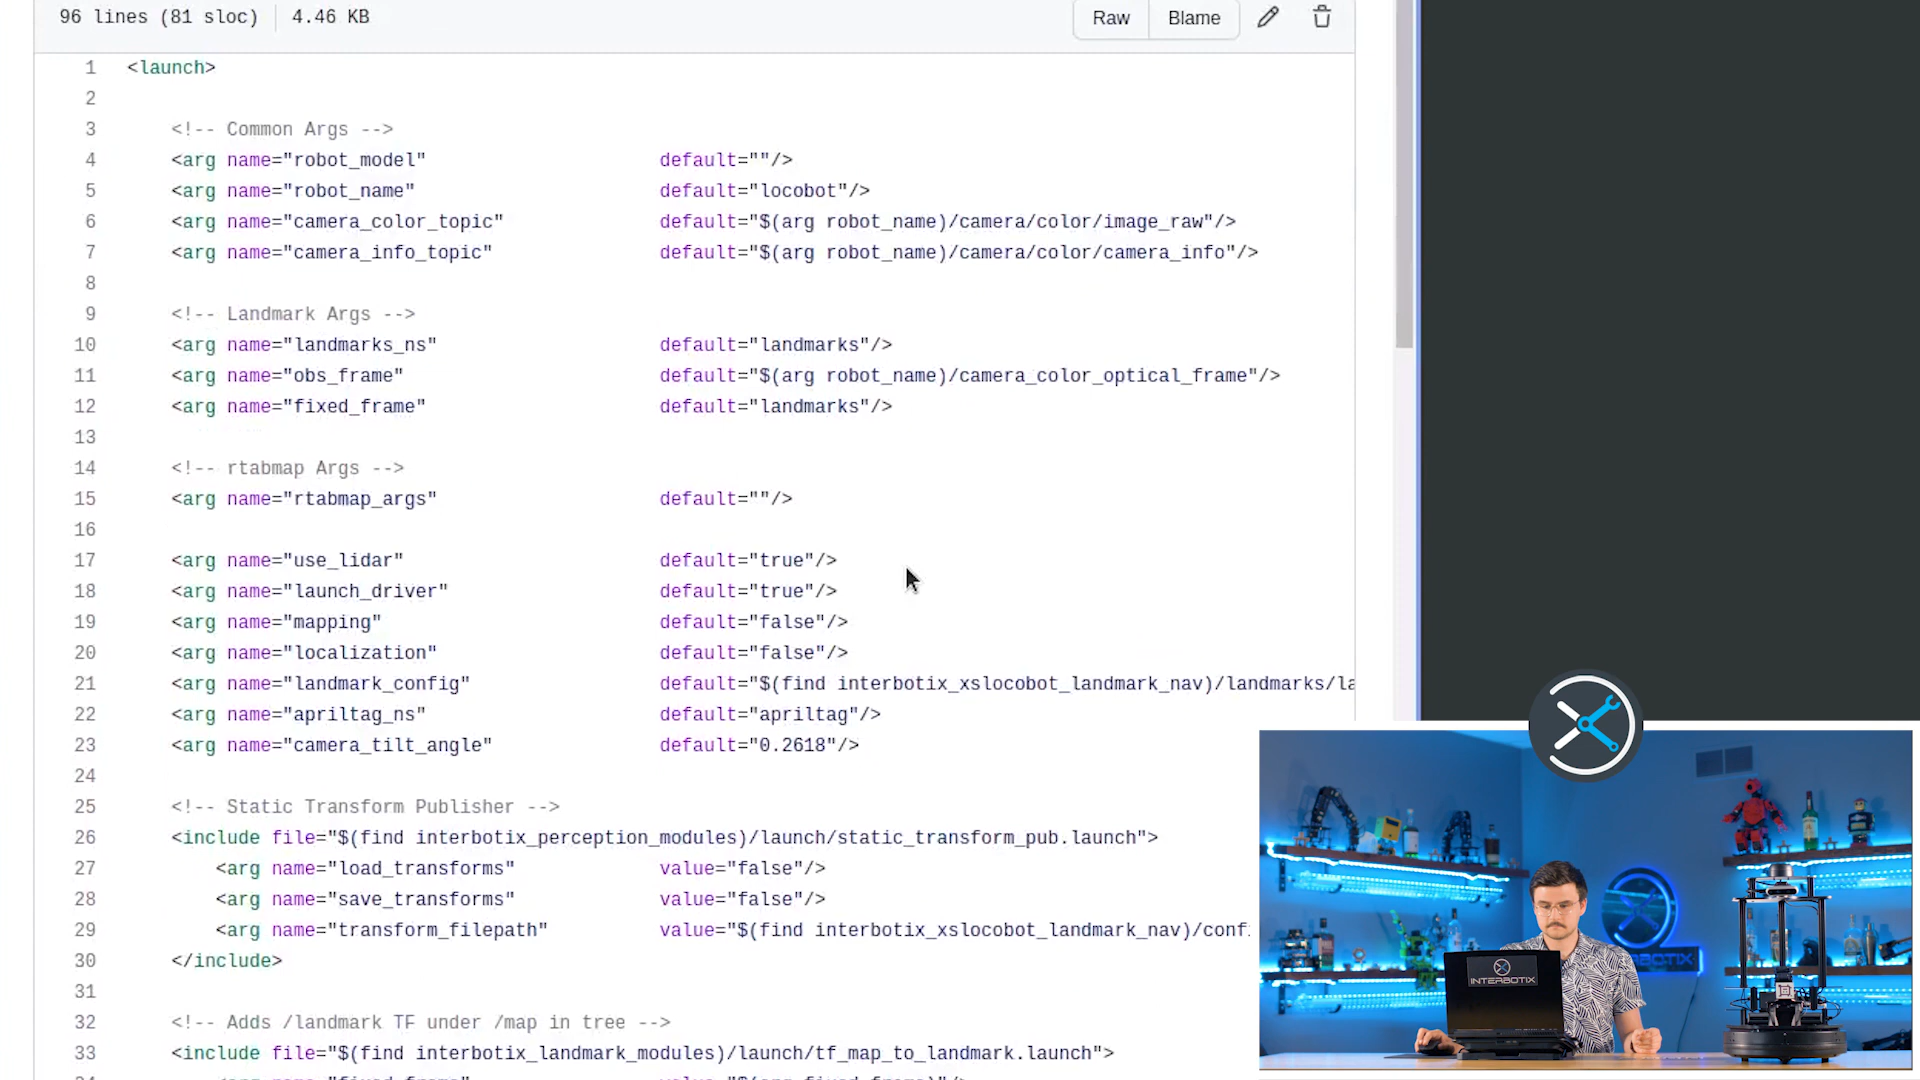 96 lines (81 sloc) 4.46 KB Raw Blame
1 <launch>
2
3 <!-- Common Args -->
4 <arg name="robot_model" default=""/>
5 <arg name="robot_name" default="locobot"/>
6 <arg name="camera_color_topic" default="$(arg robot_name)/camera/color/image_raw"/>
7 <arg name="camera_info_topic" default="$(arg robot_name)/camera/color/camera_info"/>
8
9 <!-- Landmark Args -->
10 <arg name="landmarks_ns" default="landmarks"/>
11 <arg name="obs_frame" default="$(arg robot_name)/camera_color_optical_frame"/>
12 <arg name="fixed_frame" default="landmarks"/>
13
14 <!-- rtabmap Args -->
15 <arg name="rtabmap_args" default=""/>
16
17 <arg name="use_lidar" default="true"/>
18 <arg name="launch_driver" default="true"/>
19 <arg name="mapping" default="false"/>
20 <arg name="localization" default="false"/>
21 <arg name="landmark_config" default="$(find interbotix_xslocobot_landmark_nav)/landmarks/la
22 <arg name="apriltag_ns" default="apriltag"/>
23 <arg name="camera_tilt_angle" default="0.2618"/>
24
25 <!-- Static Transform Publisher -->
26 <include file="$(find interbotix_perception_modules)/launch/static_transform_pub.launch">
27 <arg name="load_transforms" value="false"/>
28 <arg name="save_transforms" value="false"/>
29 <arg name="transform_filepath" value="$(find interbotix_xslocobot_landmark_nav)/conf
30 </include>
31
32 <!-- Adds /landmark TF under /map in tree -->
33 <include file="$(find interbotix_landmark_modules)/launch/tf_map_to_landmark.launch">
INTERBOTIX